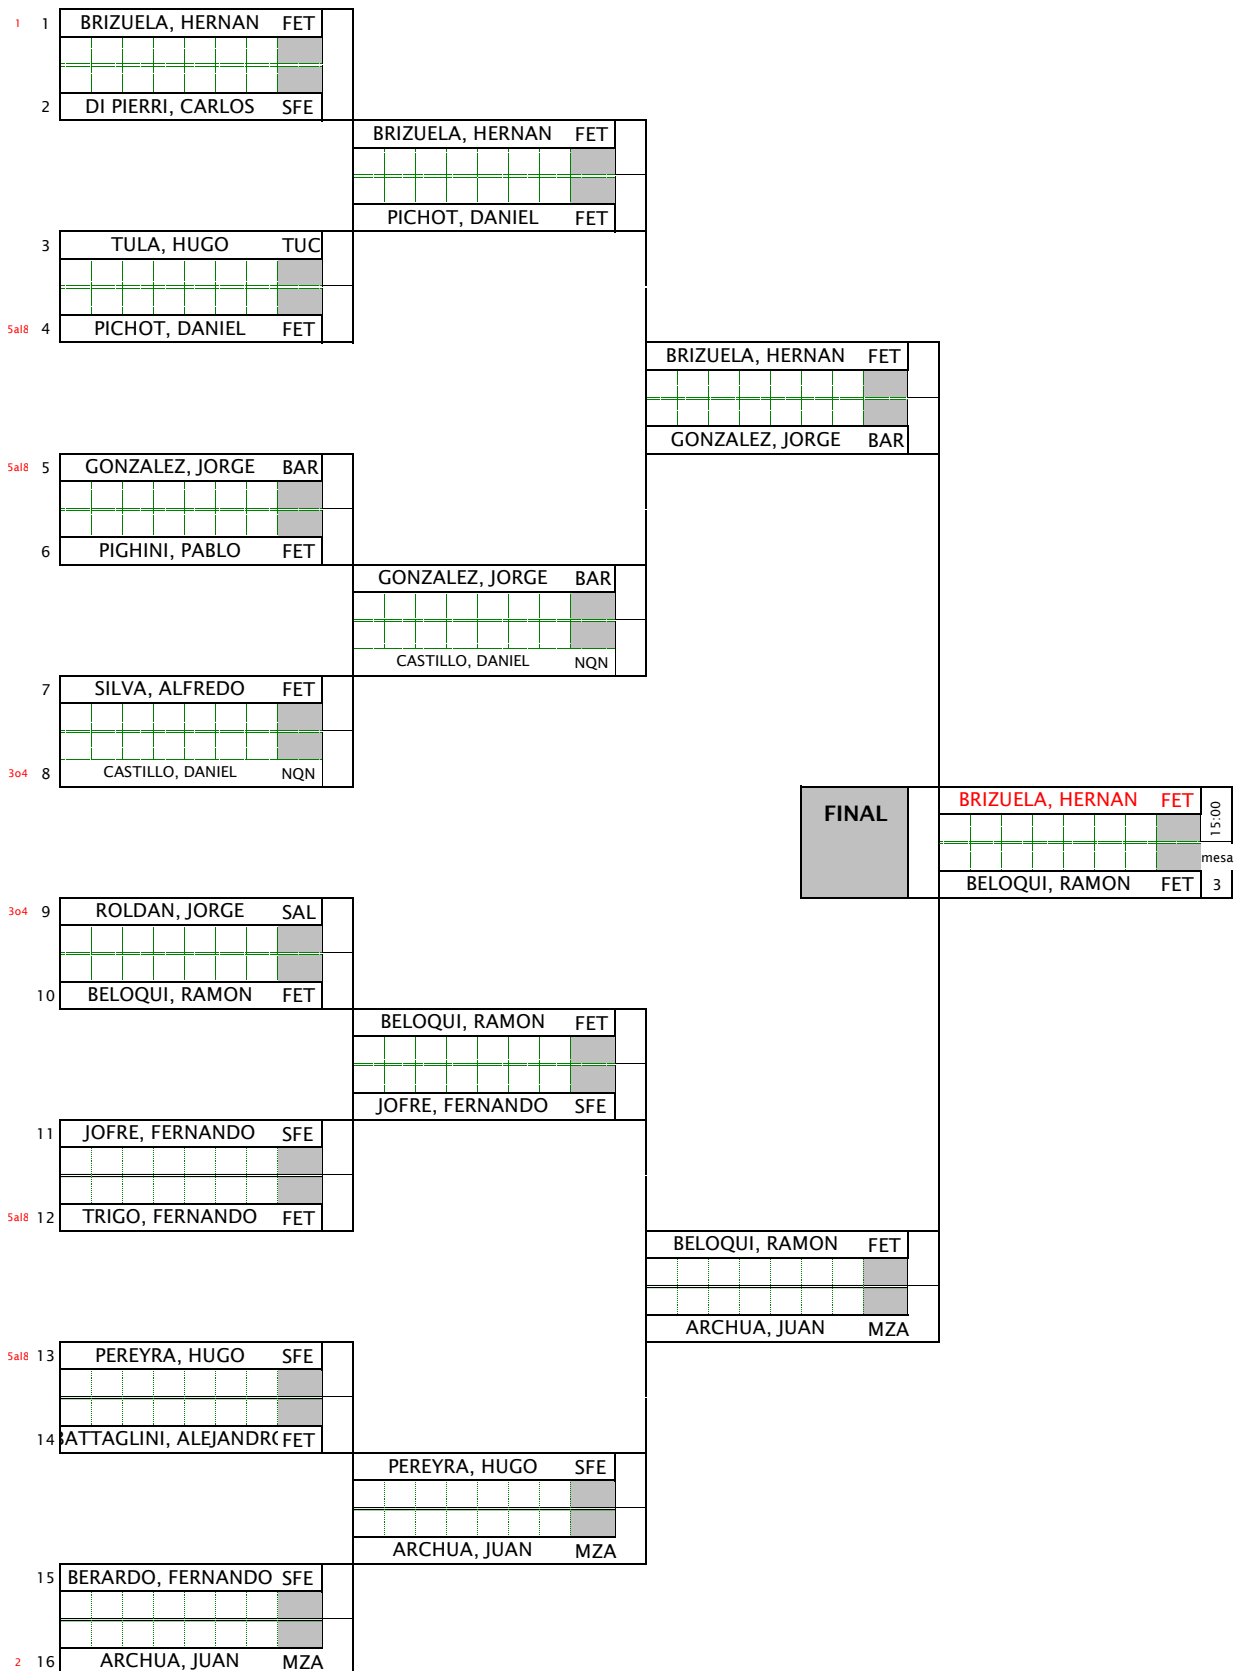 1 1 BRIZUELA, HERNAN FET
2 DI PIERRI, CARLOS SFE
BRIZUELA, HERNAN FET
PICHOT, DANIEL FET
3 TULA, HUGO TUC
5al8 4 PICHOT, DANIEL FET
BRIZUELA, HERNAN FET
GONZALEZ, JORGE BAR
5al8 5 GONZALEZ, JORGE BAR
6 PIGHINI, PABLO FET
GONZALEZ, JORGE BAR
CASTILLO, DANIEL NQN
7 SILVA, ALFREDO FET
3o4 8 CASTILLO, DANIEL NQN
FINAL
BRIZUELA, HERNAN FET
15:00
mesa
BELOQUI, RAMON FET 3
3o4 9 ROLDAN, JORGE SAL
10 BELOQUI, RAMON FET
BELOQUI, RAMON FET
JOFRE, FERNANDO SFE
11 JOFRE, FERNANDO SFE
5al8 12 TRIGO, FERNANDO FET
BELOQUI, RAMON FET
ARCHUA, JUAN MZA
5al8 13 PEREYRA, HUGO SFE
14 BATTAGLINI, ALEJANDRO FET
PEREYRA, HUGO SFE
ARCHUA, JUAN MZA
15 BERARDO, FERNANDO SFE
2 16 ARCHUA, JUAN MZA